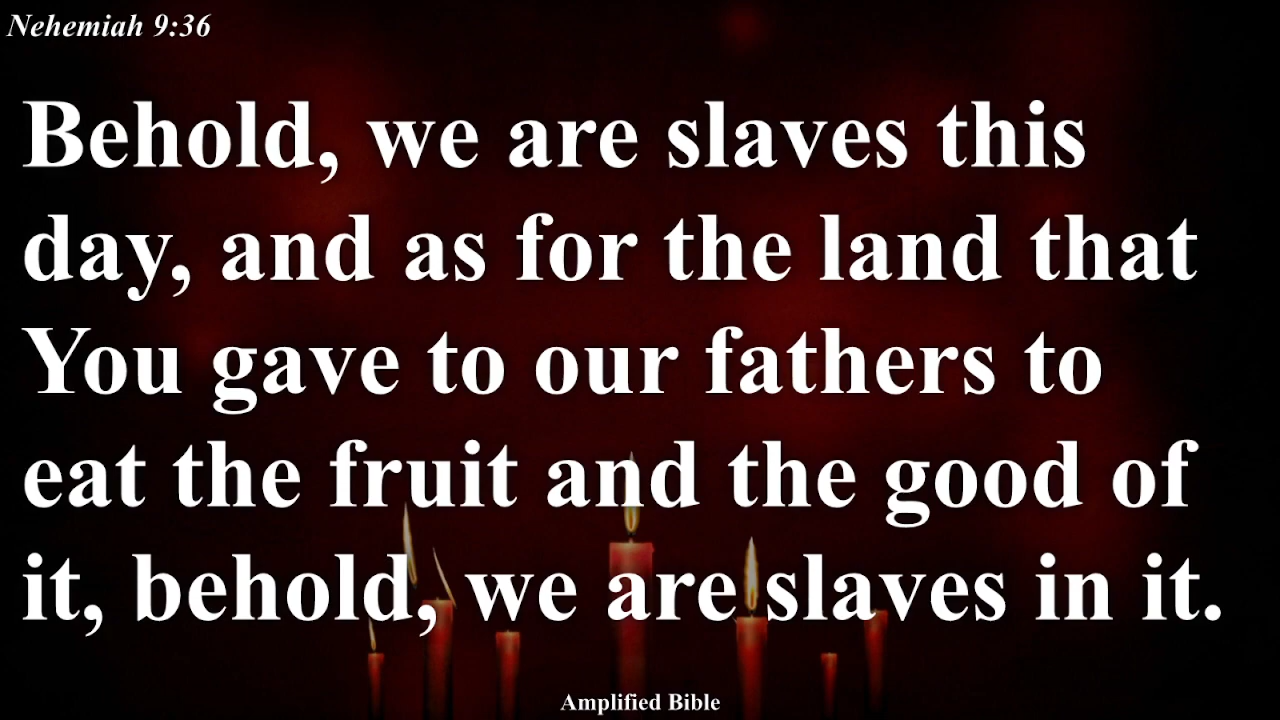 Nehemiah 9:36
Behold, we are slaves this
day, and as for the land that
You gave to our fathers to
eat the fruit and the good of
it, behold, we are slaves in it.
Amplified Bible